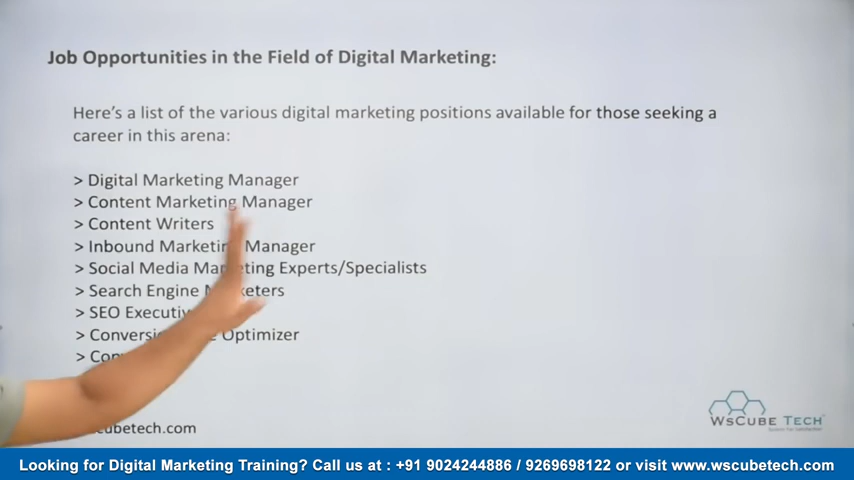 Job Opportunities in the Field of Digital Marketing:
Here's a list of the various digital marketing positions available for those seeking a
career in this arena:
> Digital Marketing Manager
> Content Marketing Manager
> Content Writers
> Inbound Marketing Manager
> Social Media Marketing Experts/Specialists
> Search Engine Marketers
> SEO
> Optimizer
>
cubetech.com
WsCube Tech
Looking for Digital Marketing Training? Call us at : +91 9024244886 / 9269698122 or visit www.wscubetech.com